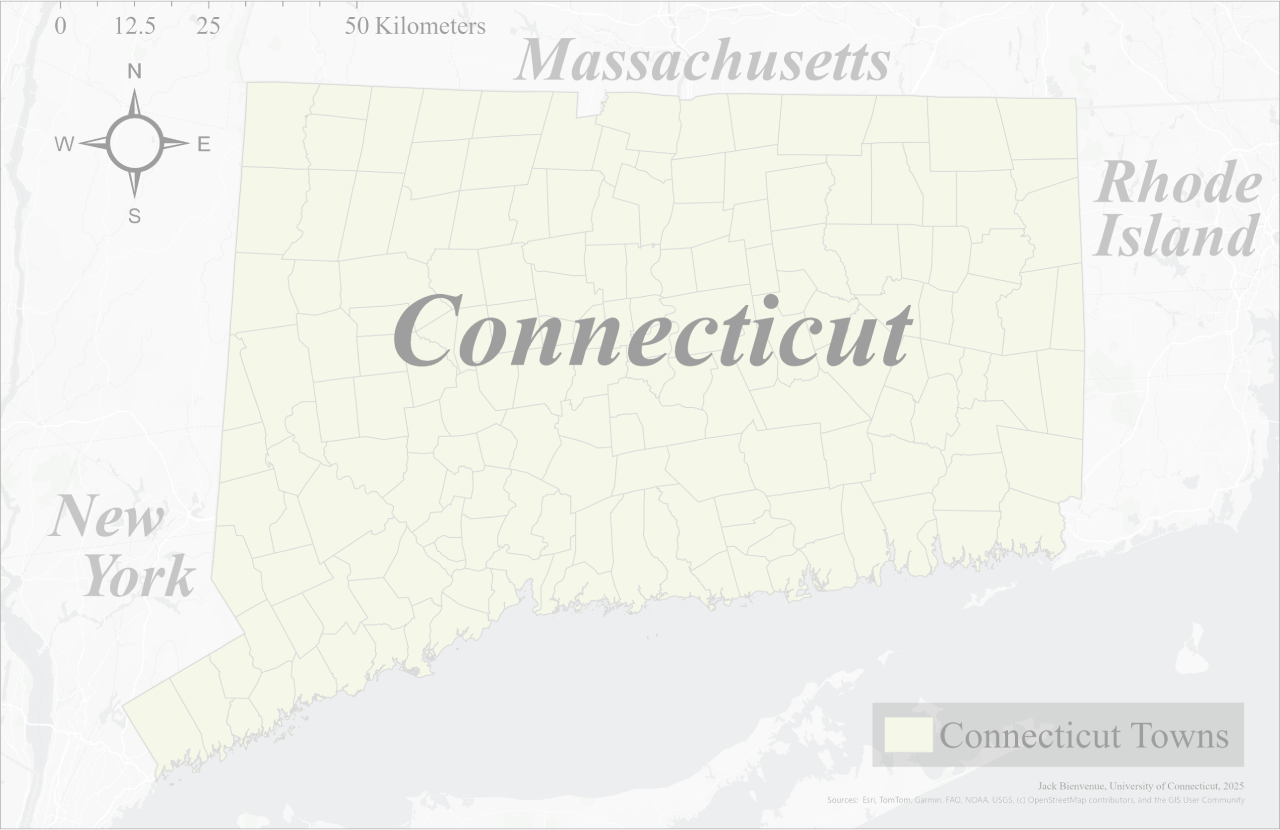 0 12.5 25 50 Kilometers
Massachusetts
N
W E
S
Rhode
Island
Connecticut
New
York
Connecticut Towns
Jack Bienvenue, University of Connecticut, 2025
Sources: Esri, TomTom, Garmin, FAO, NOAA, USGS, (c) OpenStreetMap contributors, and the GIS User Community